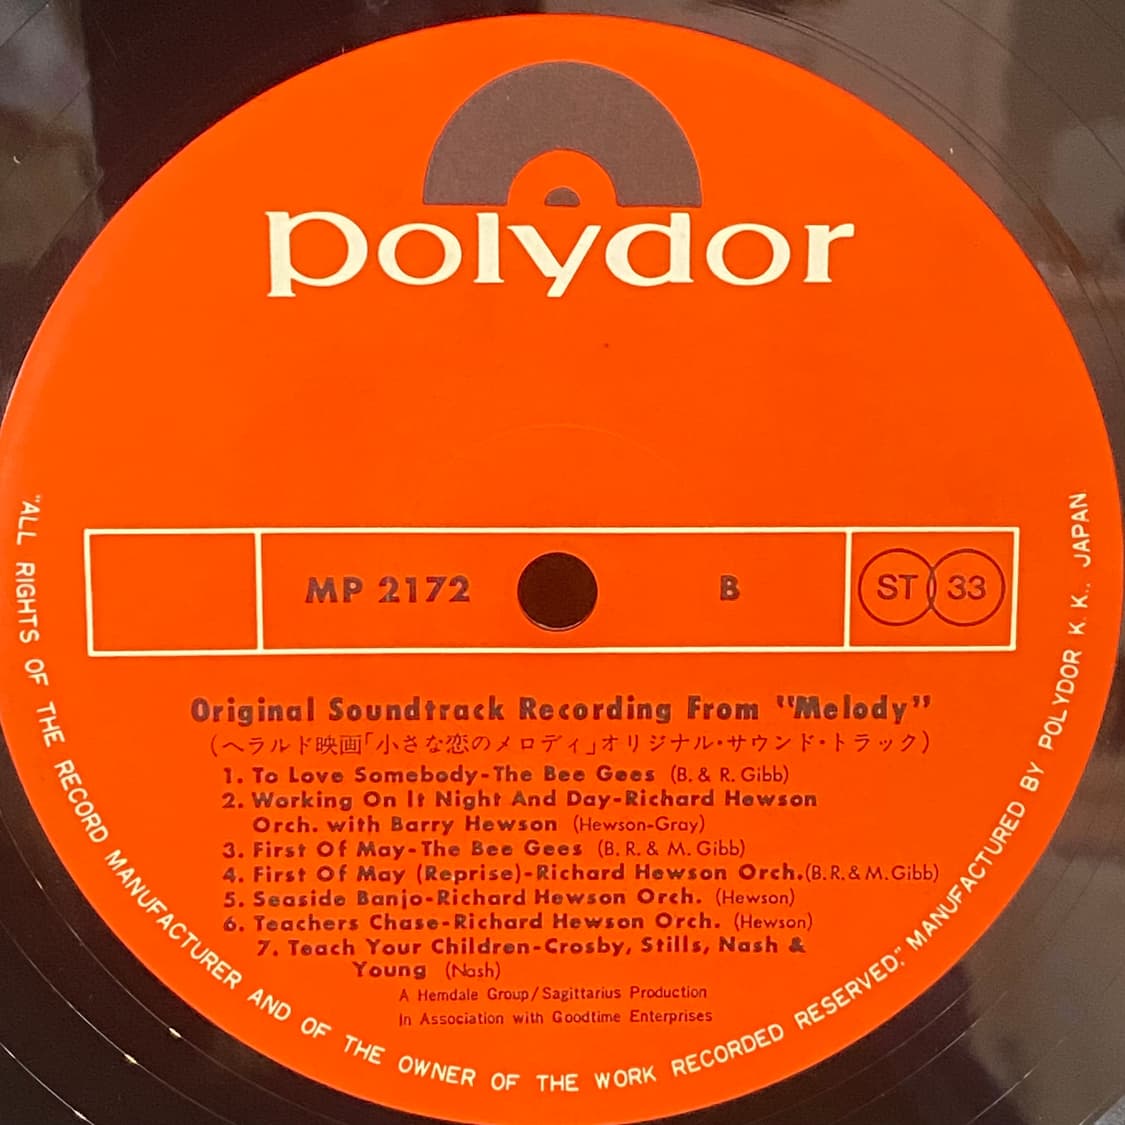 polydor
MP 2172 B ST 33
Original Soundtrack Recording From "Melody"
(ヘラルド映画「小さな恋のメロディ」オリジナル・サウンド・トラック)
1. To Love Somebody-The Bee Gees (B. & R. Gibb)
2. Working On It Night And Day-Richard Hewson
Orch. with Barry Hewson (Hewson-Gray)
3. First Of May-The Bee Gees (B. R. & M. Gibb)
4. First Of May (Reprise)-Richard Hewson Orch.(B.R.& M.Gibb)
5. Seaside Banjo-Richard Hewson Orch. (Hewson)
6. Teachers Chase-Richard Hewson Orch. (Hewson)
7. Teach Your Children-Crosby, Stills, Nash &
Young (Nash)
A Hemdale Group/Sagittarius Production
In Association with Goodtime Enterprises
"ALL RIGHTS OF THE RECORD MANUFACTURER AND OF THE OWNER OF THE WORK RECORDED RESERVED." MANUFACTURED BY POLYDOR K. K., JAPAN